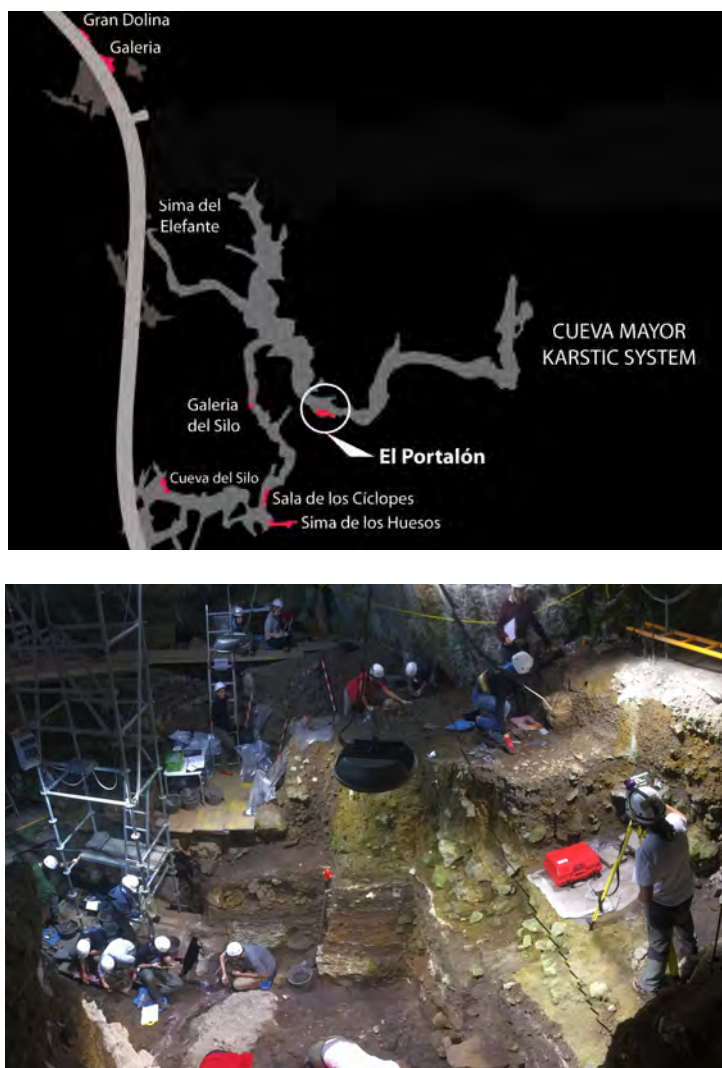 Gran Dolina
Galeria
Sima del
Elefante
CUEVA MAYOR
KARSTIC SYSTEM
Galeria
del Silo
El Portalón
Cueva del Silo
Sala de los Cíclopes
Sima de los Huesos